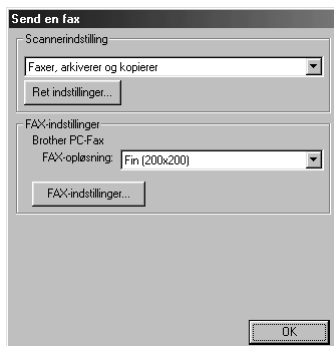 Send en fax
Scannerindstilling
Faxer, arkiverer og kopierer
Ret indstillinger...
FAX-indstillinger
Brother PC-Fax
FAX-opløsning: Fin (200x200)
FAX-indstillinger...
OK